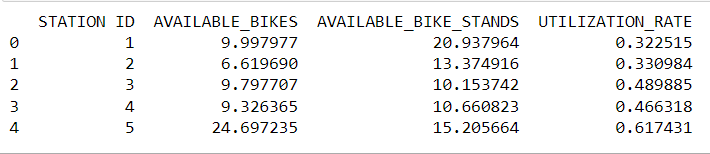 STATION ID AVAILABLE_BIKES AVAILABLE_BIKE_STANDS UTILIZATION_RATE
0 1 9.997977 20.937964 0.322515
1 2 6.619690 13.374916 0.330984
2 3 9.797707 10.153742 0.489885
3 4 9.326365 10.660823 0.466318
4 5 24.697235 15.205664 0.617431